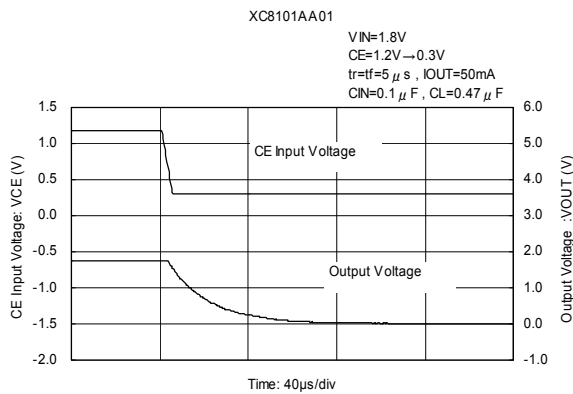 XC8101AA01
VIN=1.8V
CE=1.2V→0.3V
tr=tf=5μs , IOUT=50mA
CIN=0.1μF , CL=0.47μF
CE Input Voltage: VCE (V)
1.5
1.0
0.5
0.0
-0.5
-1.0
-1.5
-2.0
CE Input Voltage
Output Voltage
6.0
5.0
4.0
3.0
2.0
1.0
0.0
-1.0
Output Voltage :VOUT (V)
Time: 40μs/div